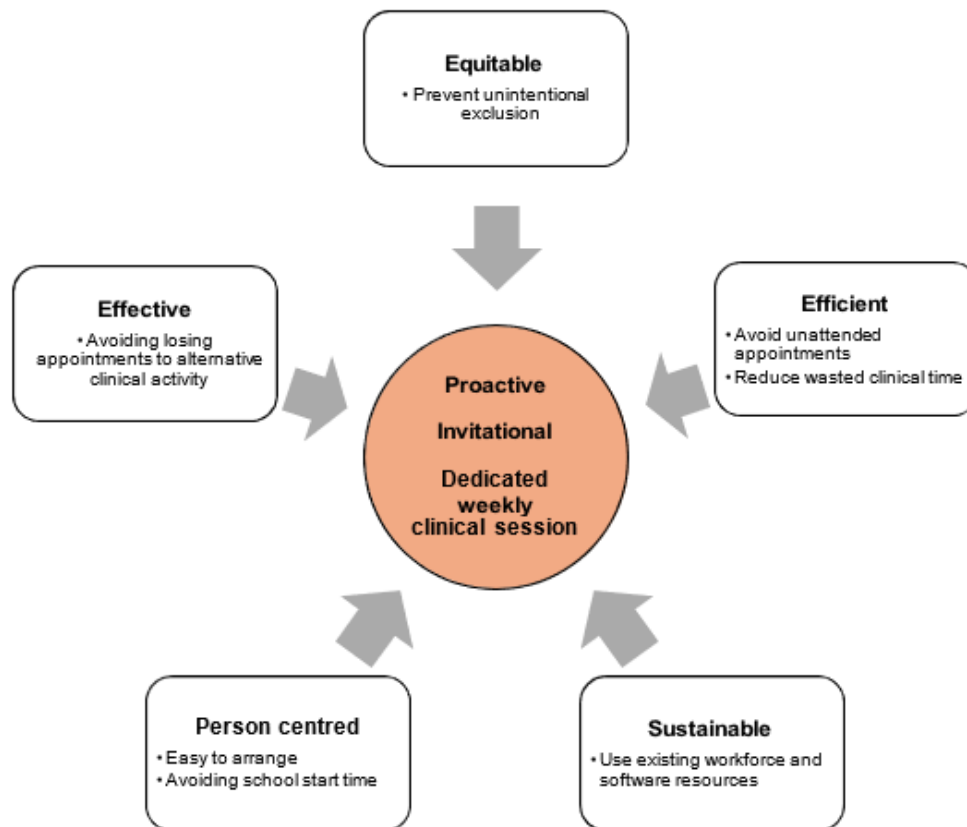 Equitable
• Prevent unintentional
exclusion
Effective
• Avoiding losing
appointments to alternative
clinical activity
Efficient
• Avoid unattended
appointments
• Reduce wasted clinical time
Proactive
Invitational
Dedicated
weekly
clinical session
Person centred
• Easy to arrange
• Avoiding school start time
Sustainable
• Use existing workforce and
software resources